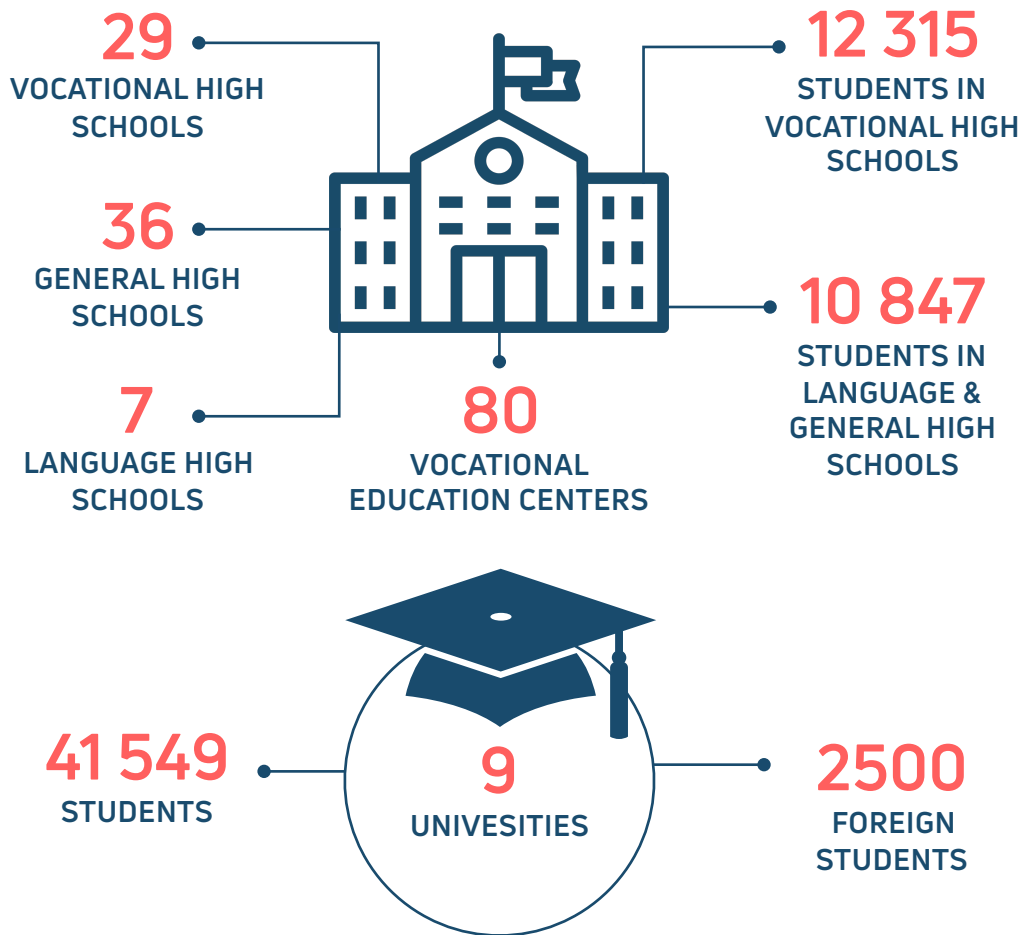 29
VOCATIONAL HIGH
SCHOOLS
12 315
STUDENTS IN
VOCATIONAL HIGH
SCHOOLS
36
GENERAL HIGH
SCHOOLS
10 847
STUDENTS IN
LANGUAGE &
GENERAL HIGH
SCHOOLS
7
LANGUAGE HIGH
SCHOOLS
80
VOCATIONAL
EDUCATION CENTERS
41 549
STUDENTS
9
UNIVESITIES
2500
FOREIGN
STUDENTS